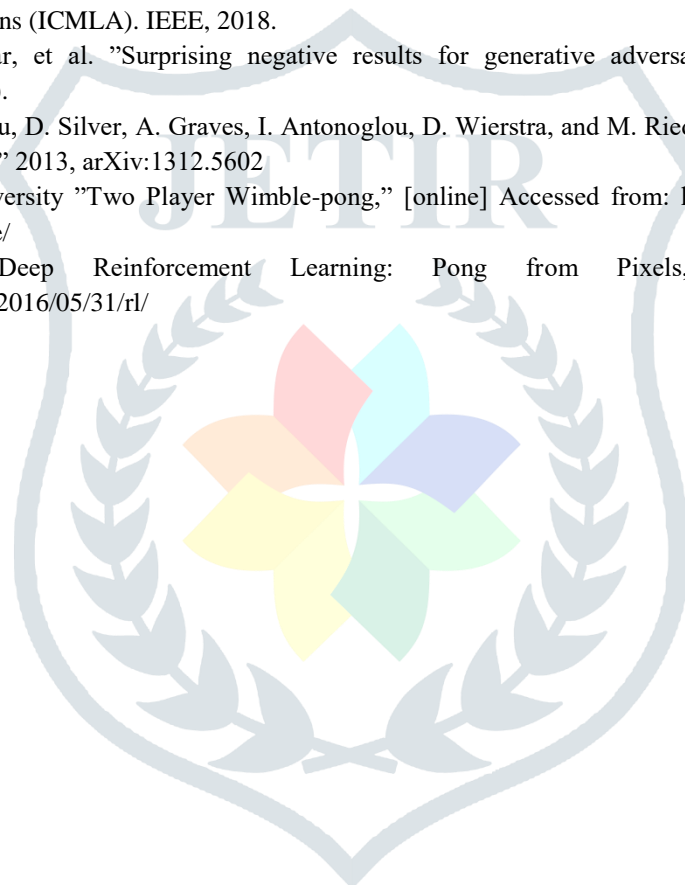 ns (ICMLA). IEEE, 2018.
r, et al. ”Surprising negative results for generative adversa
).
u, D. Silver, A. Graves, I. Antonoglou, D. Wierstra, and M. Ried
” 2013, arXiv:1312.5602
versity ”Two Player Wimble-pong,” [online] Accessed from: h
e/
Deep Reinforcement Learning: Pong from Pixels,
2016/05/31/rl/
JETIR